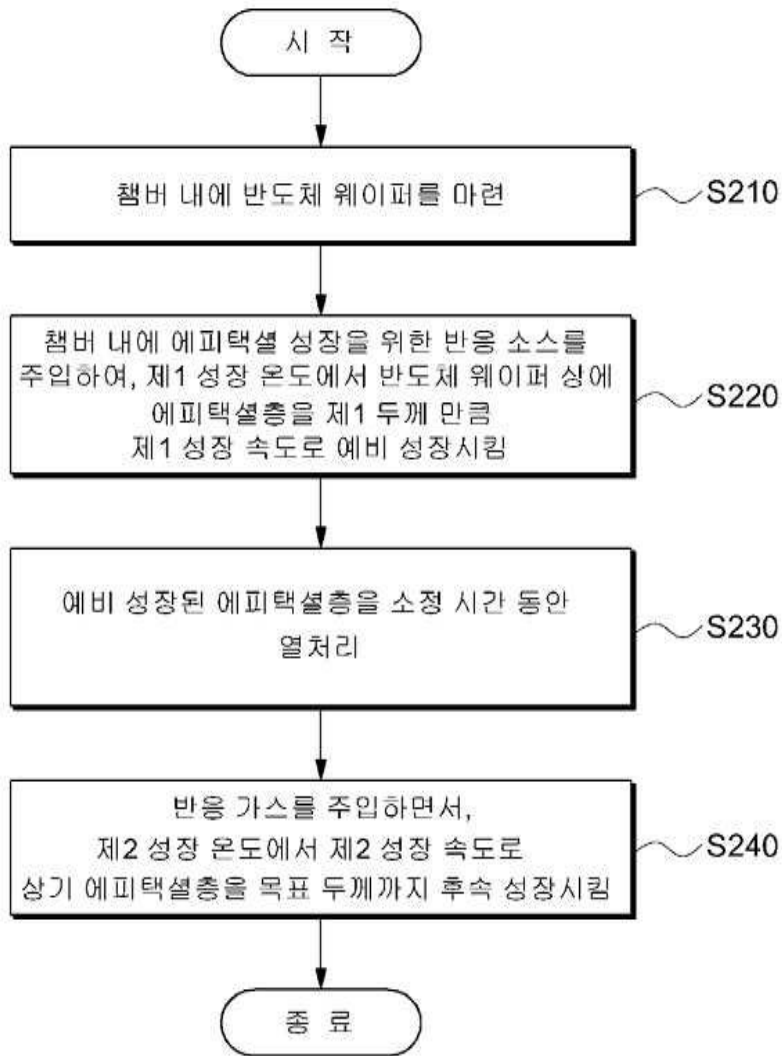 시 작
챔버 내에 반도체 웨이퍼를 마련
S210
챔버 내에 에피택셜 성장을 위한 반응 소스를
주입하여, 제1 성장 온도에서 반도체 웨이퍼 상에
에피택셜층을 제1 두께 만큼
제1 성장 속도로 예비 성장시킴
S220
예비 성장된 에피택셜층을 소정 시간 동안
열처리
S230
반응 가스를 주입하면서,
제2 성장 온도에서 제2 성장 속도로
상기 에피택셜층을 목표 두께까지 후속 성장시킴
S240
종 료